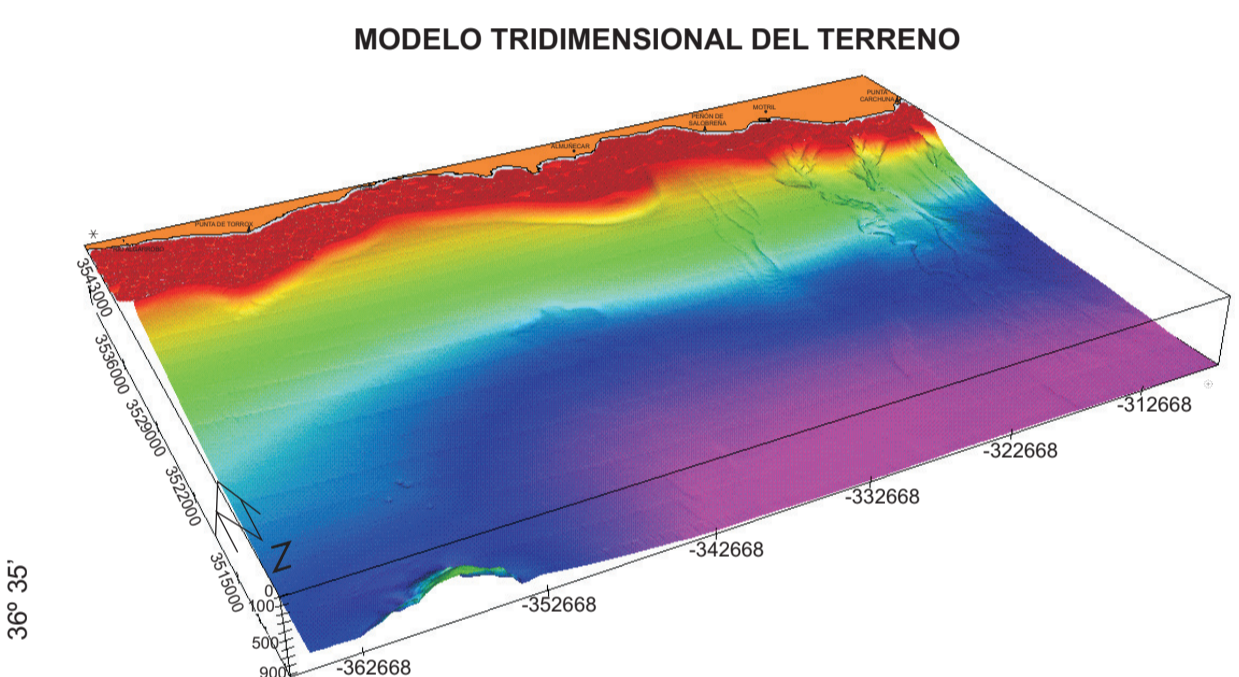 MODELO TRIDIMENSIONAL DEL TERRENO
PUNTA
CARCHUNA
MOTRIL
PEÑON DE
SALOBREÑA
ALMUÑECAR
PUNTA DE TORROX
3543000
3536000
3529000
3522000
3515000
N
0
100
500
900
-362668
-352668
-342668
-332668
-322668
-312668
36º 35'